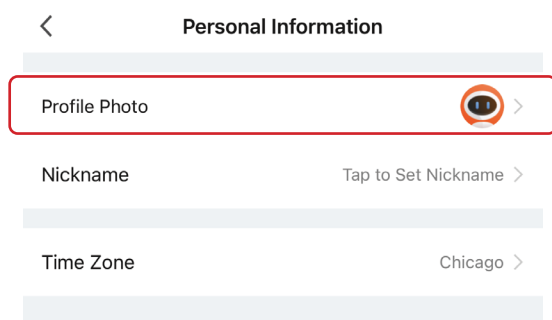 Personal Information
Profile Photo
Nickname Tap to Set Nickname
Time Zone Chicago